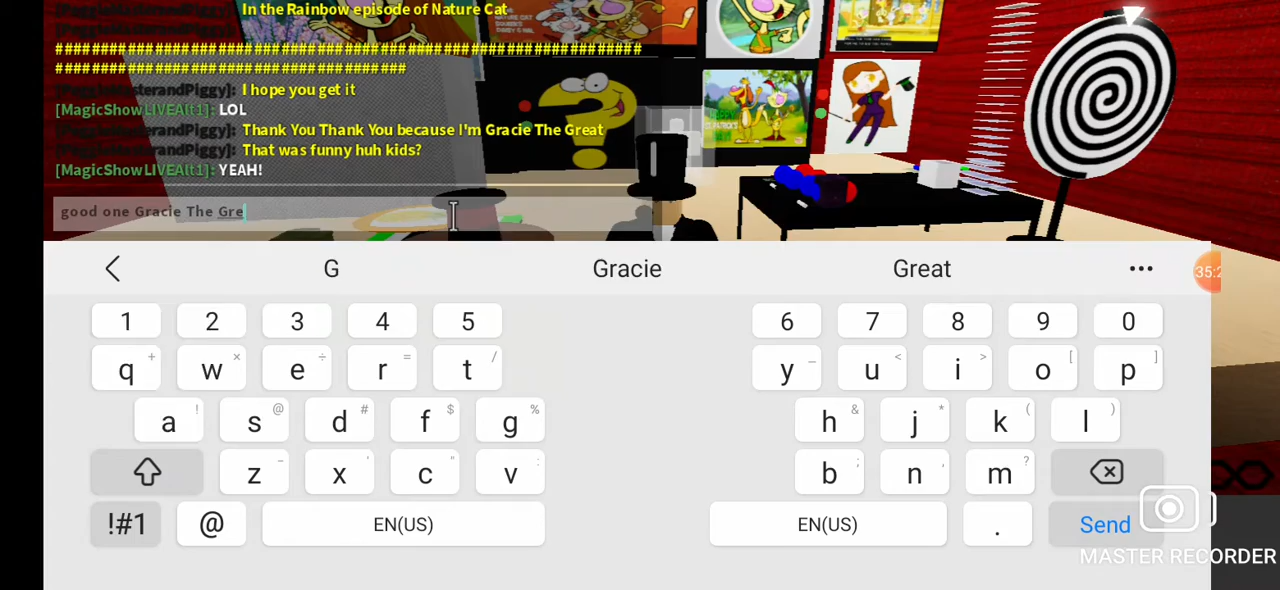 In the Rainbow episode of Nature Cat
####################################################################
#########################################
I hope you get it
[MagicShowLIVEAlt1]: LOL
Thank You Thank You because I'm Gracie The Great
That was funny huh kids?
[MagicShowLIVEAlt1]: YEAH!
good one Gracie The Gre
G Gracie Great ...
35:2
1 2 3 4 5 6 7 8 9 0
q + w × e ÷ r = t / y _ u < i > o [ p ]
a ! s @ d # f $ g % h & j * k ( l )
z - x ' c " v : b ; n , m ?
!#1 @ EN(US) EN(US) . Send
MASTER RECORDER